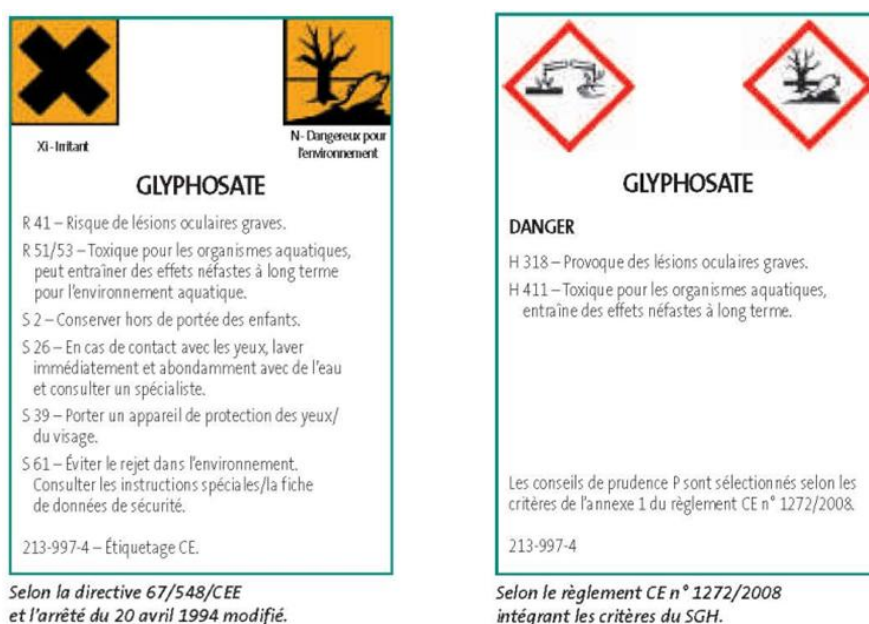 Xi - Irritant
N - Dangereux pour
l'environnement
GLYPHOSATE
R 41 – Risque de lésions oculaires graves.
R 51/53 – Toxique pour les organismes aquatiques,
peut entraîner des effets néfastes à long terme
pour l'environnement aquatique.
S 2 – Conserver hors de portée des enfants.
S 26 – En cas de contact avec les yeux, laver
immédiatement et abondamment avec de l'eau
et consulter un spécialiste.
S 39 – Porter un appareil de protection des yeux/
du visage.
S 61 – Éviter le rejet dans l'environnement.
Consulter les instructions spéciales/la fiche
de données de sécurité.
213-997-4 – Étiquetage CE.
Selon la directive 67/548/CEE
et l'arrêté du 20 avril 1994 modifié.
GLYPHOSATE
DANGER
H 318 – Provoque des lésions oculaires graves.
H 411 – Toxique pour les organismes aquatiques,
entraîne des effets néfastes à long terme.
Les conseils de prudence P sont sélectionnés selon les
critères de l'annexe 1 du règlement CE n° 1272/2008.
213-997-4
Selon le règlement CE n° 1272/2008
intégrant les critères du SGH.